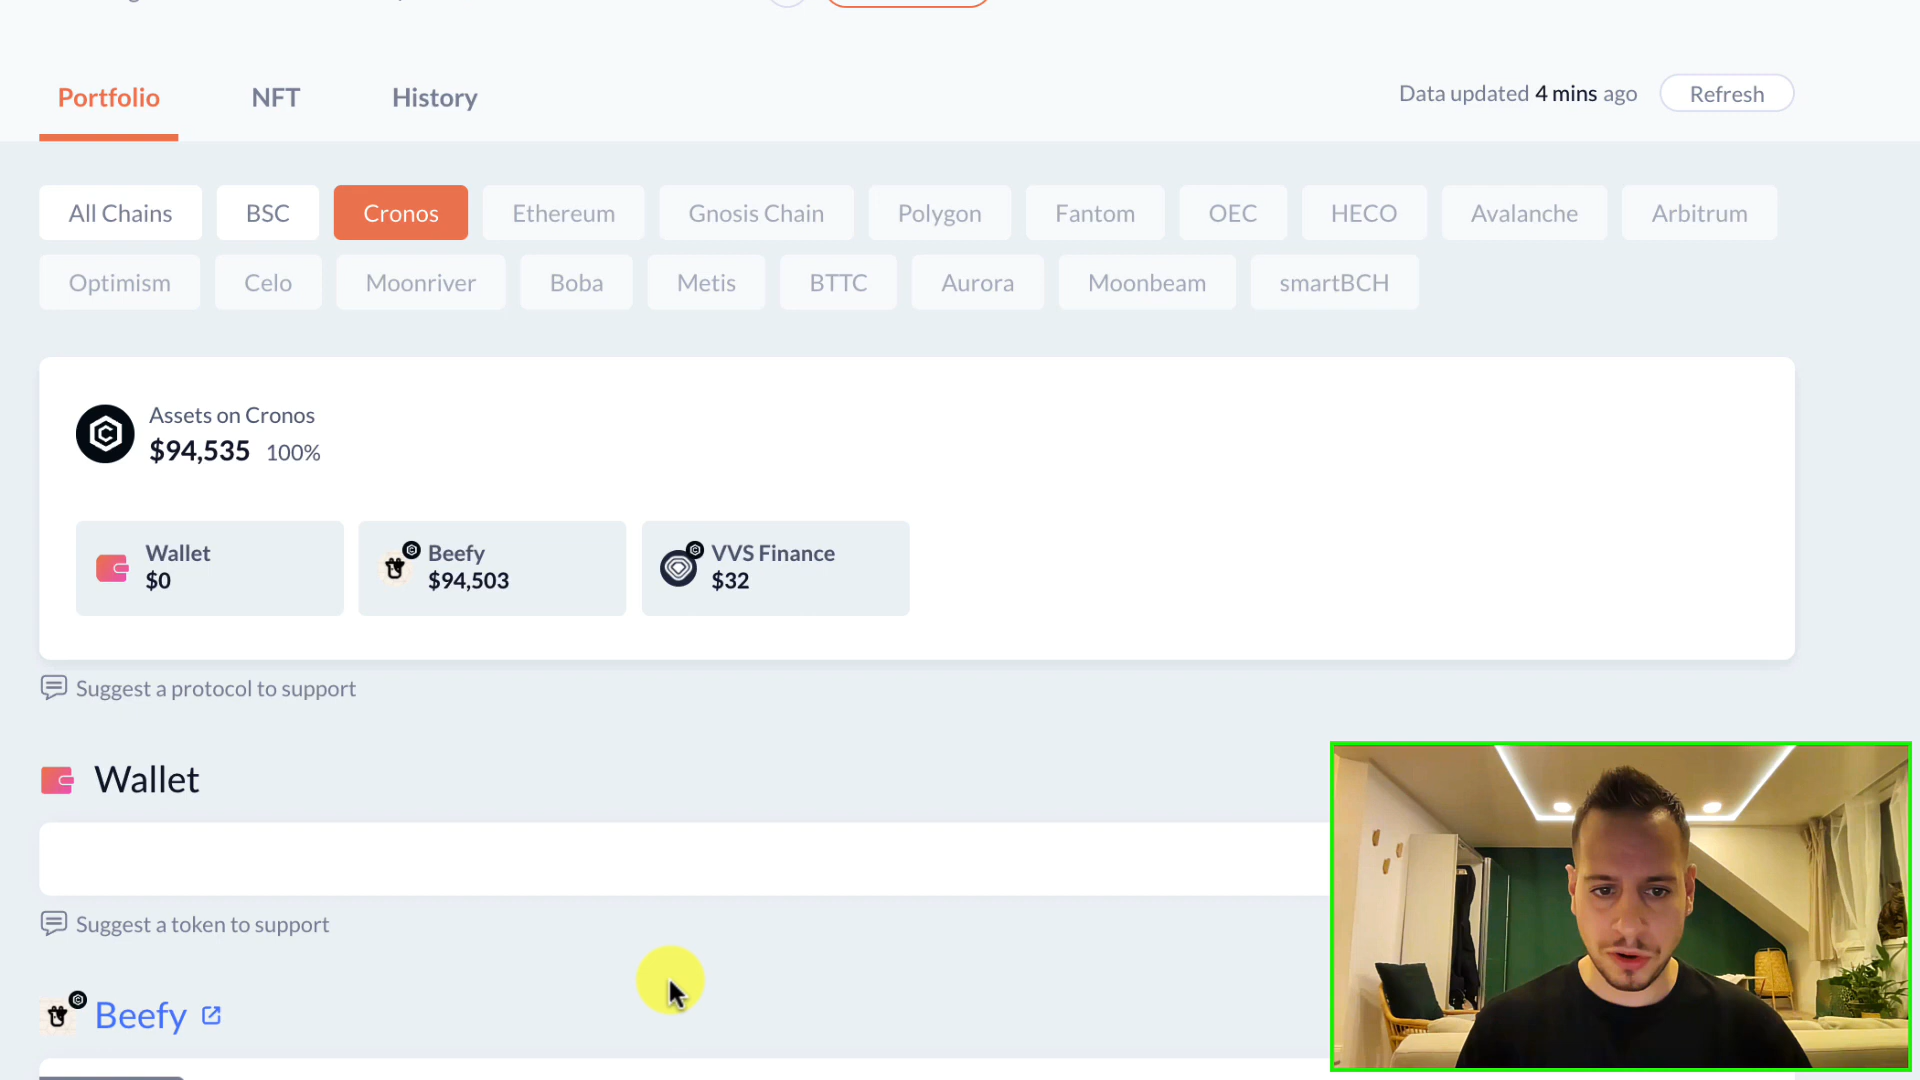 Portfolio NFT History Data updated 4 mins ago Refresh
All Chains BSC Cronos Ethereum Gnosis Chain Polygon Fantom OEC HECO Avalanche Arbitrum
Optimism Celo Moonriver Boba Metis BTTC Aurora Moonbeam smartBCH
Assets on Cronos
$94,535 100%
Wallet
$0
Beefy
$94,503
VVS Finance
$32
Suggest a protocol to support
Wallet
Suggest a token to support
Beefy